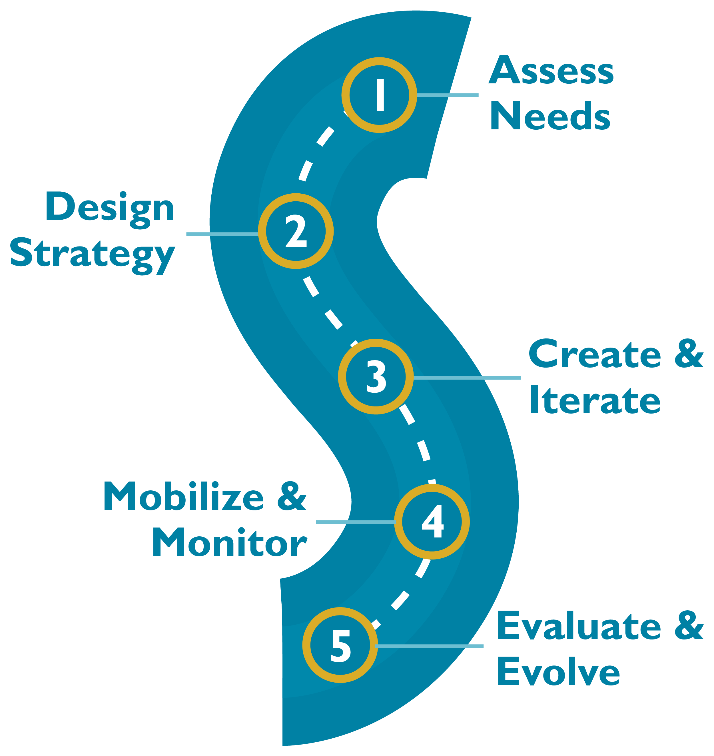 1
Assess
Needs
Design
Strategy
2
3
Create &
Iterate
Mobilize &
Monitor
4
5
Evaluate &
Evolve